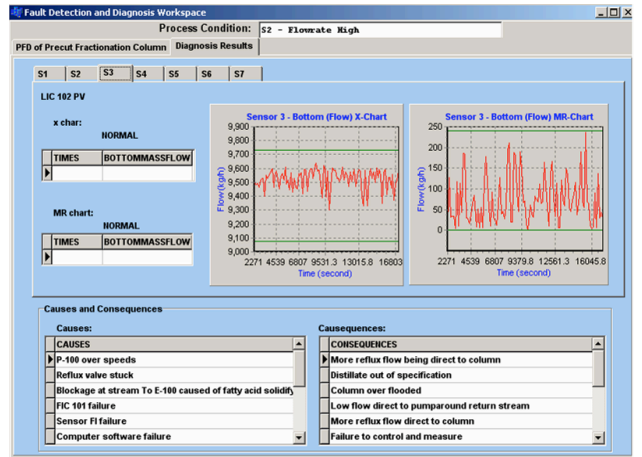 Fault Detection and Diagnosis Workspace
Process Condition: S2 - Flowrate High
PFD of Precut Fractionation Column Diagnosis Results
S1 S2 S3 S4 S5 S6 S7
LIC 102 PV
x char:
NORMAL
TIMES BOTTOMMASSFLOW
MR chart:
NORMAL
TIMES BOTTOMMASSFLOW
Sensor 3 - Bottom (Flow) X-Chart
9,900
9,800
9,700
9,600
9,500
9,400
9,300
9,200
9,100
9,000
Flow(kg/h)
2271 4539 6807 9531.3 13015.8 16803
Time (second)
Sensor 3 - Bottom (Flow) MR-Chart
250
200
150
100
50
0
Flow(kg/h)
2271 4539 6807 9379.8 12561.3 16045.8
Time (second)
Causes and Consequences
Causes:
CAUSES
P-100 over speeds
Reflux valve stuck
Blockage at stream To E-100 caused of fatty acid solidify
FIC 101 failure
Sensor FI failure
Computer software failure
Causequences:
CONSEQUENCES
More reflux flow being direct to column
Distillate out of specification
Column over flooded
Low flow direct to pumparound return stream
More reflux flow direct to column
Failure to control and measure